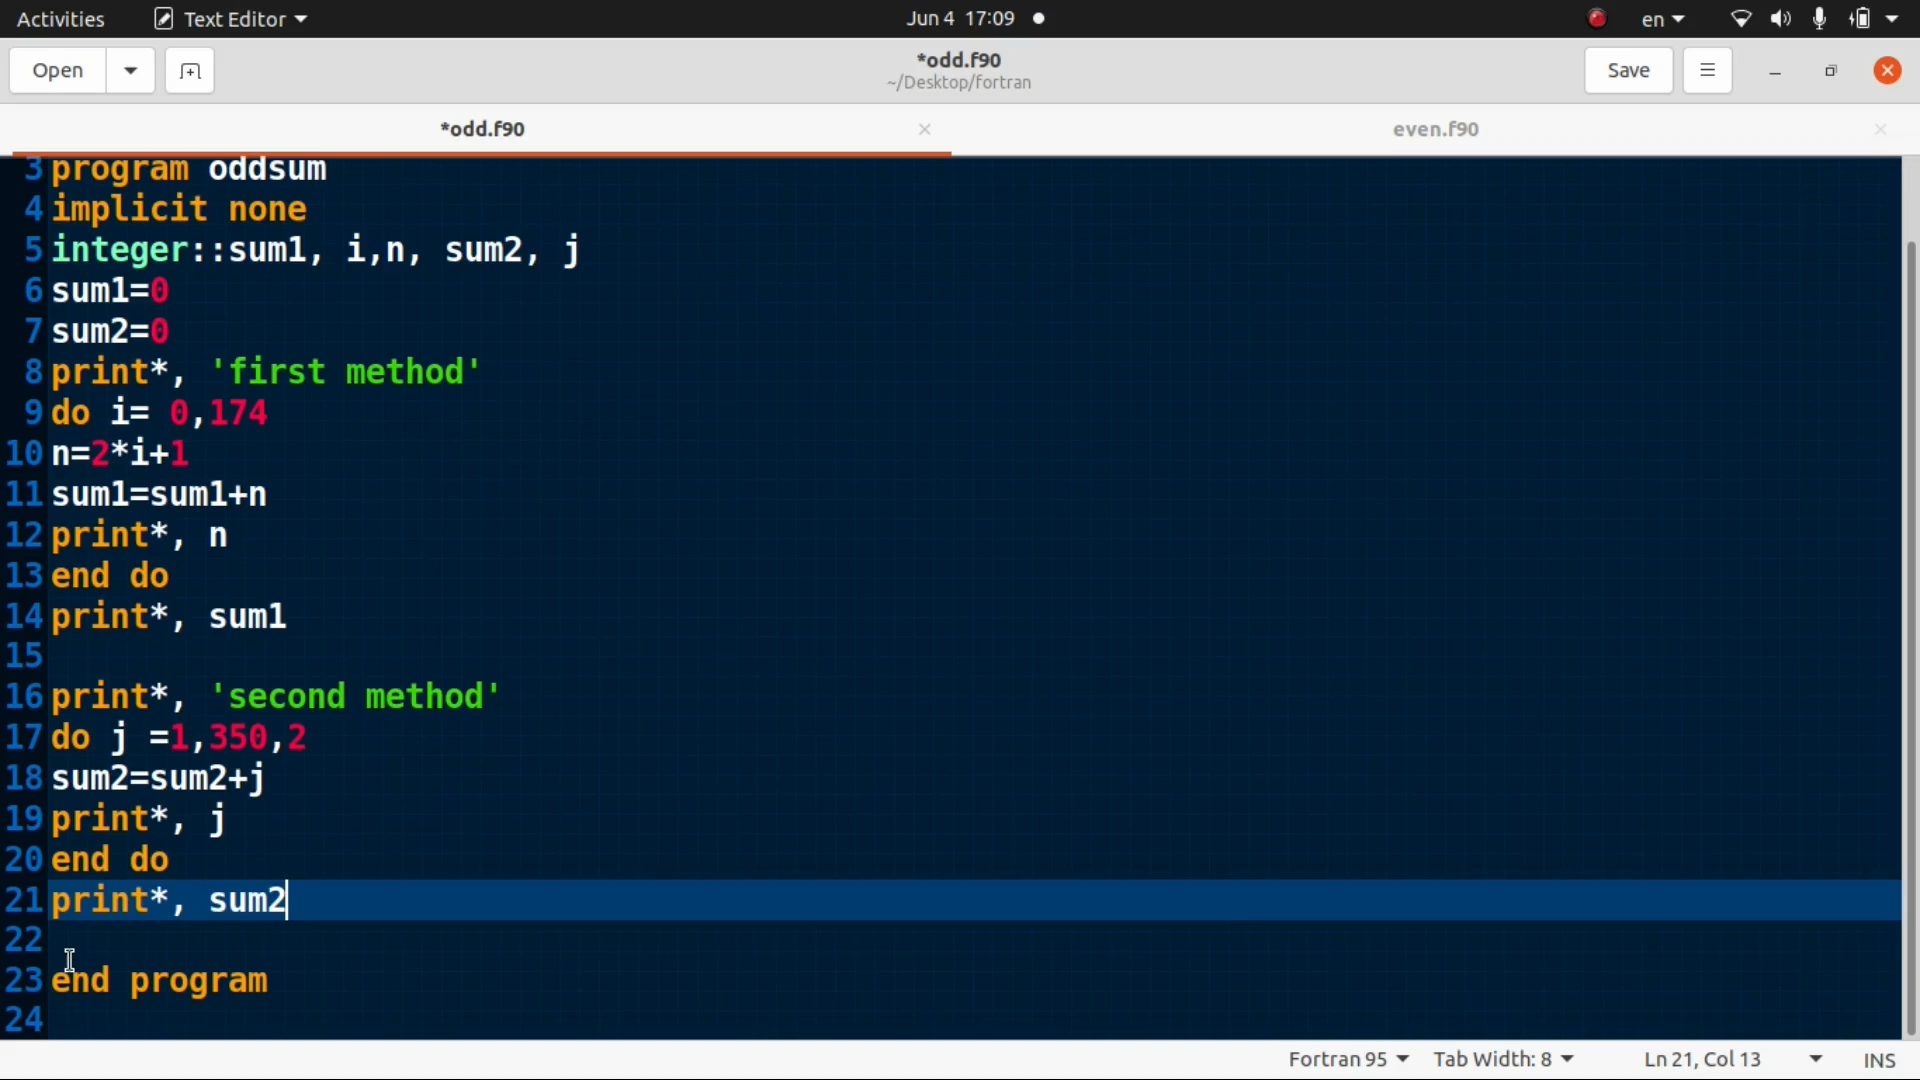 Activities Text Editor Jun 4 17:09 en
Open *odd.f90 Save
~/Desktop/fortran
*odd.f90 even.f90
3 program oddsum
4 implicit none
5 integer::sum1, i,n, sum2, j
6 sum1=0
7 sum2=0
8 print*, 'first method'
9 do i= 0,174
10 n=2*i+1
11 sum1=sum1+n
12 print*, n
13 end do
14 print*, sum1
15
16 print*, 'second method'
17 do j =1,350,2
18 sum2=sum2+j
19 print*, j
20 end do
21 print*, sum2
22
23 end program
24
Fortran 95 Tab Width: 8 Ln 21, Col 13 INS